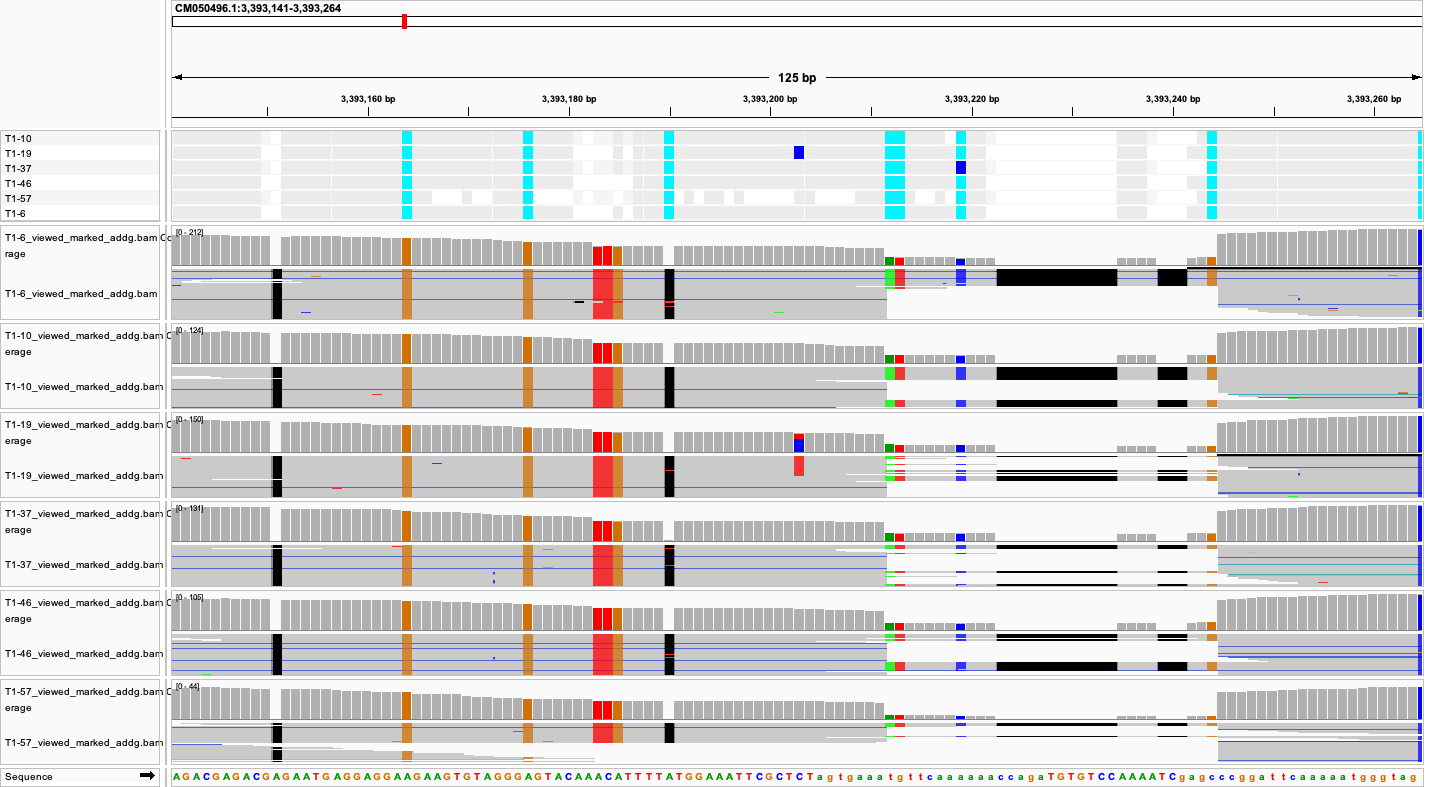 CM050496.1:3,393,141-3,393,264
125 bp
3,393,160 bp 3,393,180 bp 3,393,200 bp 3,393,220 bp 3,393,240 bp 3,393,260 bp
T1-10
T1-19
T1-37
T1-46
T1-57
T1-6
T1-6_viewed_marked_addg.bam Co
rage
[0 - 212]
T1-6_viewed_marked_addg.bam
T1-10_viewed_marked_addg.bam C
erage
[0 - 124]
T1-10_viewed_marked_addg.bam
T1-19_viewed_marked_addg.bam C
erage
[0 - 150]
T1-19_viewed_marked_addg.bam
T1-37_viewed_marked_addg.bam C
erage
[0 - 131]
T1-37_viewed_marked_addg.bam
T1-46_viewed_marked_addg.bam C
erage
[0 - 105]
T1-46_viewed_marked_addg.bam
T1-57_viewed_marked_addg.bam C
erage
[0 - 44]
T1-57_viewed_marked_addg.bam
Sequence A G A C G A G A C G A G A A T G A G G A G G A A G A A G T G T A G G G A G T A C A A A C A T T T T A T G G A A A T T C G C T C T a g t g a a a t g t t c a a a a a a c c a g a T G T G T C C A A A A T C G a g c c c g g a t t c a a a a a t g g g t a g